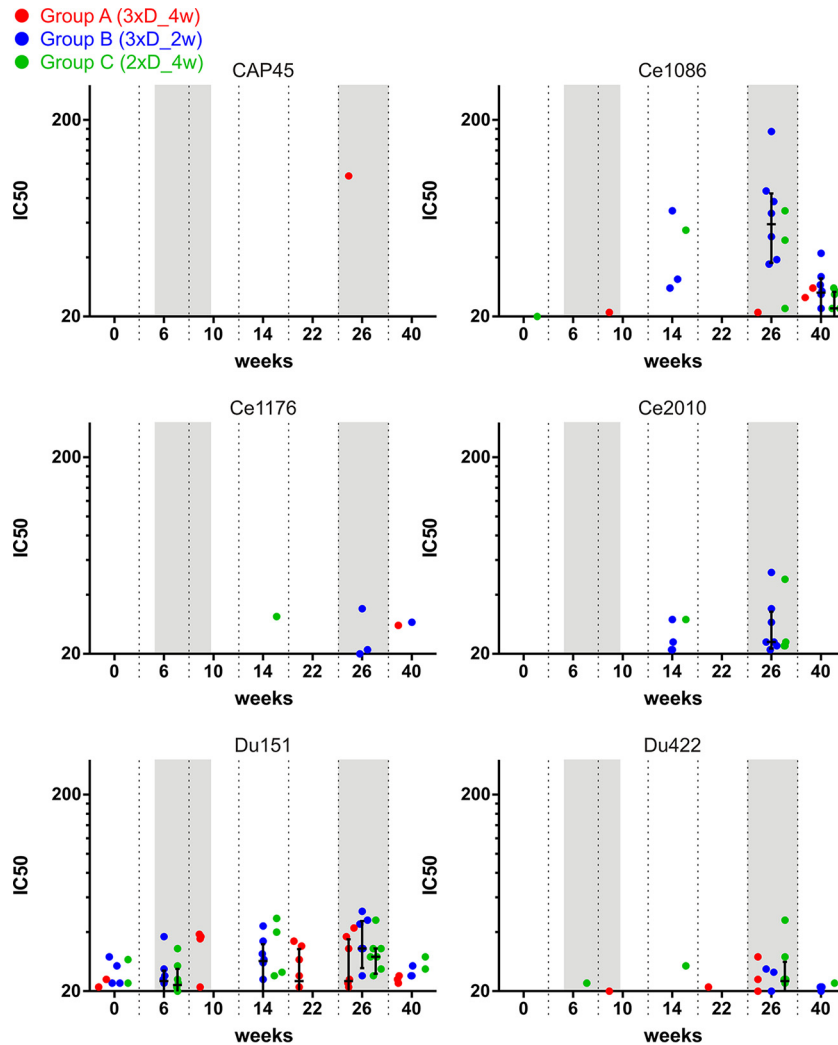 Group A (3xD_4w)
Group B (3xD_2w)
Group C (2xD_4w)
CAP45
Ce1086
200
20
IC50
0 6 10 14 22 26 40
weeks
200
20
IC50
0 6 10 14 22 26 40
weeks
Ce1176
Ce2010
200
20
IC50
0 6 10 14 22 26 40
weeks
200
20
IC50
0 6 10 14 22 26 40
weeks
Du151
Du422
200
20
IC50
0 6 10 14 22 26 40
weeks
200
20
IC50
0 6 10 14 22 26 40
weeks